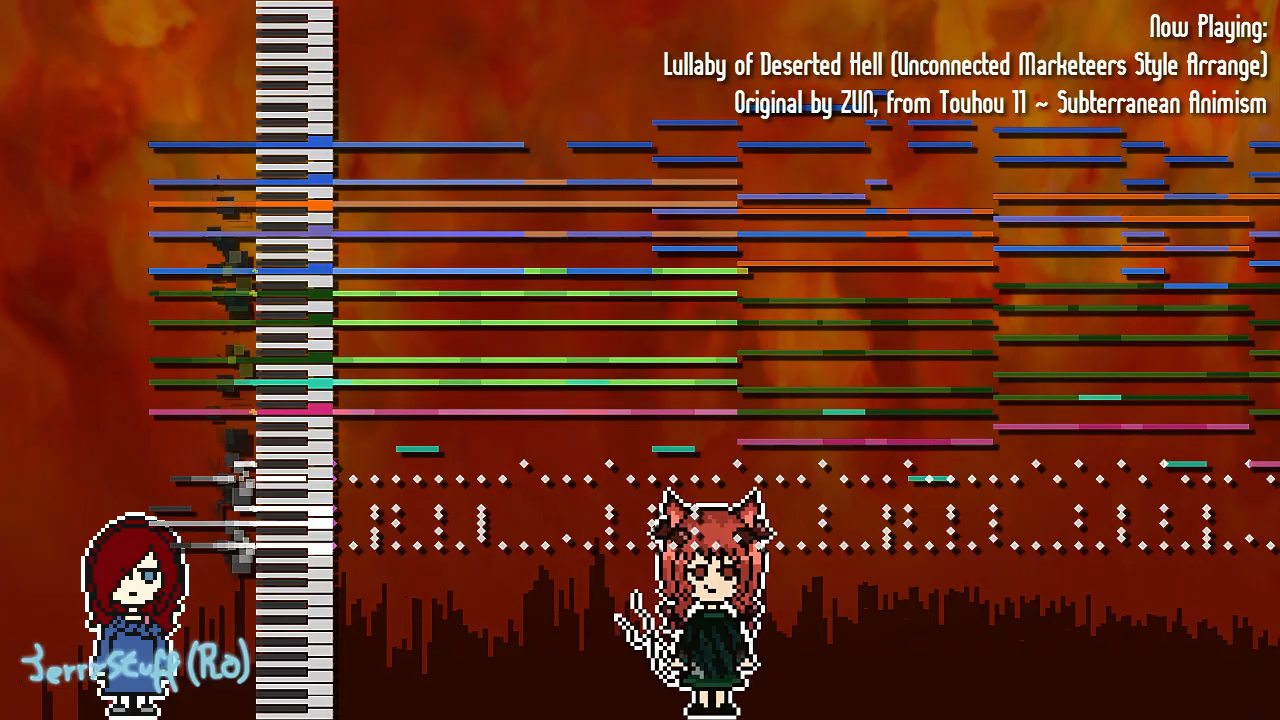 Now Playing:
Lullaby of Deserted Hell (Unconnected Marketeers Style Arrange)
Original by ZUN, from Touhou 11 ~ Subterranean Animism
(Ro)